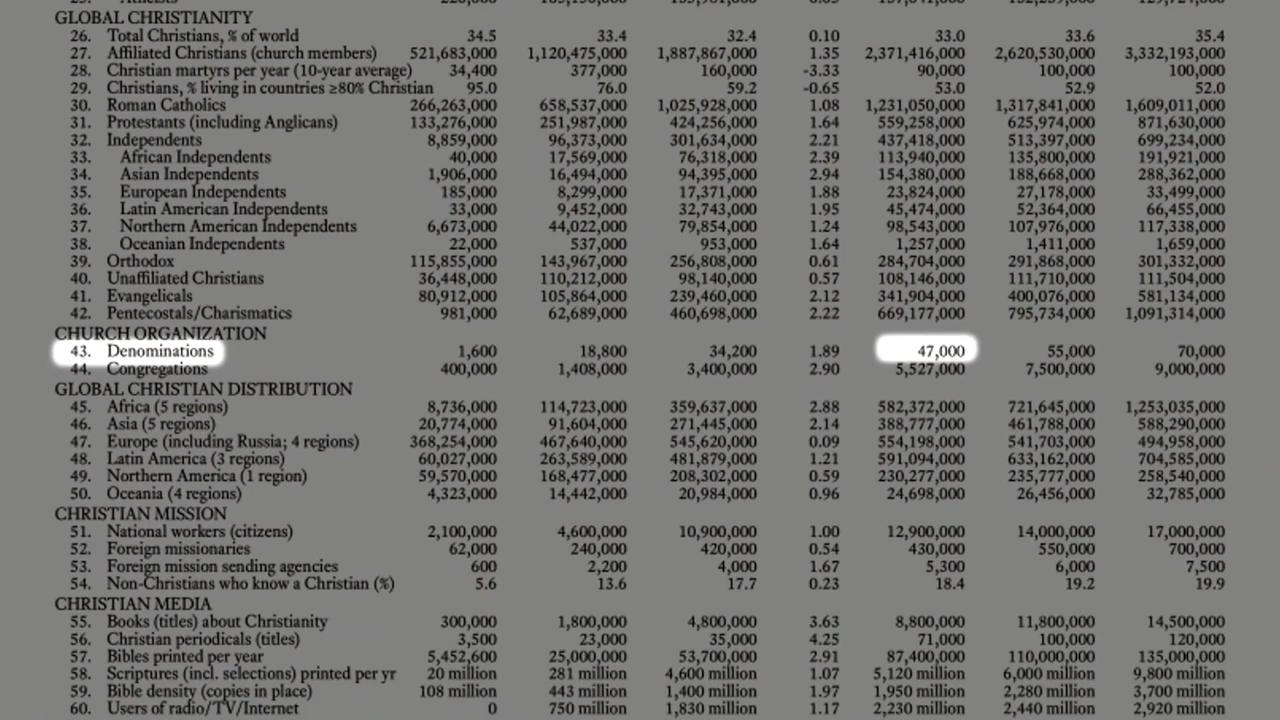 GLOBAL CHRISTIANITY
26. Total Christians, % of world 34.5 33.4 32.4 0.10 33.0 33.6 35.4
27. Affiliated Christians (church members) 521,683,000 1,120,475,000 1,887,867,000 1.35 2,371,416,000 2,620,530,000 3,332,193,000
28. Christian martyrs per year (10-year average) 34,400 377,000 160,000 -3.33 90,000 100,000 100,000
29. Christians, % living in countries ≥80% Christian 95.0 76.0 59.2 -0.65 53.0 52.9 52.0
30. Roman Catholics 266,263,000 658,537,000 1,025,928,000 1.08 1,231,050,000 1,317,841,000 1,609,011,000
31. Protestants (including Anglicans) 133,276,000 251,987,000 424,256,000 1.64 559,258,000 625,974,000 871,630,000
32. Independents 8,859,000 96,373,000 301,634,000 2.21 437,418,000 513,397,000 699,234,000
33. African Independents 40,000 17,569,000 76,318,000 2.39 113,940,000 135,800,000 191,921,000
34. Asian Independents 1,906,000 16,494,000 94,395,000 2.94 154,380,000 188,668,000 288,362,000
35. European Independents 185,000 8,299,000 17,371,000 1.88 23,824,000 27,178,000 33,499,000
36. Latin American Independents 33,000 9,452,000 32,743,000 1.95 45,474,000 52,364,000 66,455,000
37. Northern American Independents 6,673,000 44,022,000 79,854,000 1.24 98,543,000 107,976,000 117,338,000
38. Oceanian Independents 22,000 537,000 953,000 1.64 1,257,000 1,411,000 1,659,000
39. Orthodox 115,855,000 143,967,000 256,808,000 0.61 284,704,000 291,868,000 301,332,000
40. Unaffiliated Christians 36,448,000 110,212,000 98,140,000 0.57 108,146,000 111,710,000 111,504,000
41. Evangelicals 80,912,000 105,864,000 239,460,000 2.12 341,904,000 400,076,000 581,134,000
42. Pentecostals/Charismatics 981,000 62,689,000 460,698,000 2.22 669,177,000 795,734,000 1,091,314,000
CHURCH ORGANIZATION
43. Denominations 1,600 18,800 34,200 1.89 47,000 55,000 70,000
44. Congregations 400,000 1,408,000 3,400,000 2.90 5,527,000 7,500,000 9,000,000
GLOBAL CHRISTIAN DISTRIBUTION
45. Africa (5 regions) 8,736,000 114,723,000 359,637,000 2.88 582,372,000 721,645,000 1,253,035,000
46. Asia (5 regions) 20,774,000 91,604,000 271,445,000 2.14 388,777,000 461,788,000 588,290,000
47. Europe (including Russia; 4 regions) 368,254,000 467,640,000 545,620,000 0.09 554,198,000 541,703,000 494,958,000
48. Latin America (3 regions) 60,027,000 263,589,000 481,879,000 1.21 591,094,000 633,162,000 704,585,000
49. Northern America (1 region) 59,570,000 168,477,000 208,302,000 0.59 230,277,000 235,777,000 258,540,000
50. Oceania (4 regions) 4,323,000 14,442,000 20,984,000 0.96 24,698,000 26,456,000 32,785,000
CHRISTIAN MISSION
51. National workers (citizens) 2,100,000 4,600,000 10,900,000 1.00 12,900,000 14,000,000 17,000,000
52. Foreign missionaries 62,000 240,000 420,000 0.54 430,000 550,000 700,000
53. Foreign mission sending agencies 600 2,200 4,000 1.67 5,300 6,000 7,500
54. Non-Christians who know a Christian (%) 5.6 13.6 17.7 0.23 18.4 19.2 19.9
CHRISTIAN MEDIA
55. Books (titles) about Christianity 300,000 1,800,000 4,800,000 3.63 8,800,000 11,800,000 14,500,000
56. Christian periodicals (titles) 3,500 23,000 35,000 4.25 71,000 100,000 120,000
57. Bibles printed per year 5,452,600 25,000,000 53,700,000 2.91 87,400,000 110,000,000 135,000,000
58. Scriptures (incl. selections) printed per yr 20 million 281 million 4,600 million 1.07 5,120 million 6,000 million 9,800 million
59. Bible density (copies in place) 108 million 443 million 1,400 million 1.97 1,950 million 2,280 million 3,700 million
60. Users of radio/TV/Internet 0 750 million 1,830 million 1.17 2,230 million 2,440 million 2,920 million